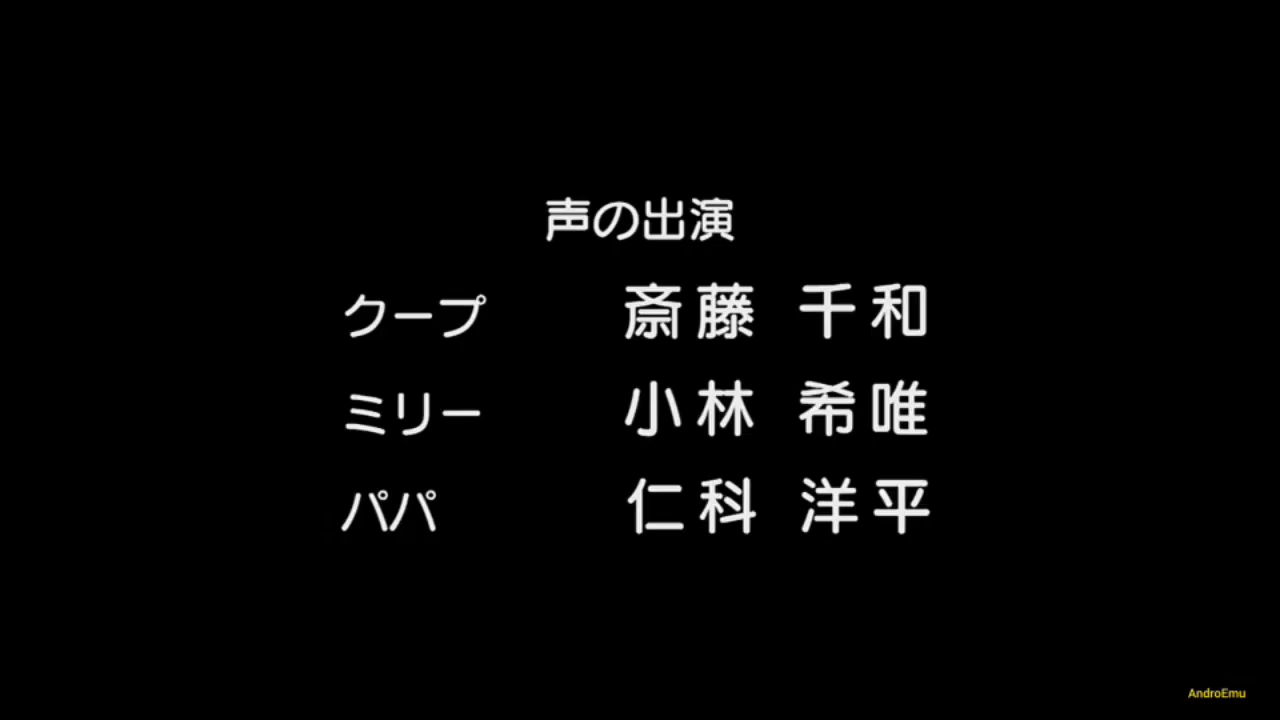 声の出演
クープ 斎藤 千和
ミリー 小林 希唯
パパ 仁科 洋平
AndroEmu